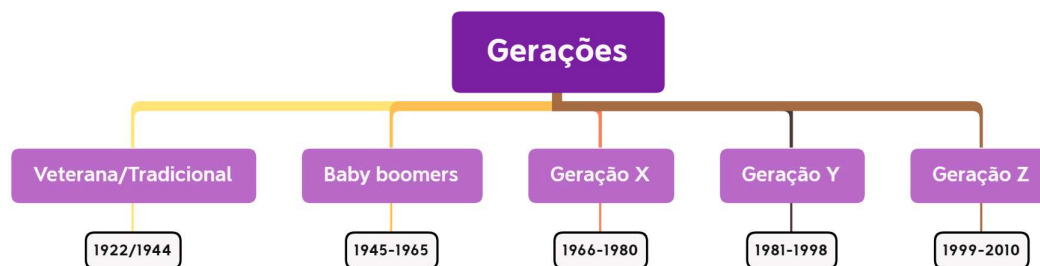 Gerações
Veterana/Tradicional
Baby boomers
Geração X
Geração Y
Geração Z
1922/1944
1945-1965
1966-1980
1981-1998
1999-2010